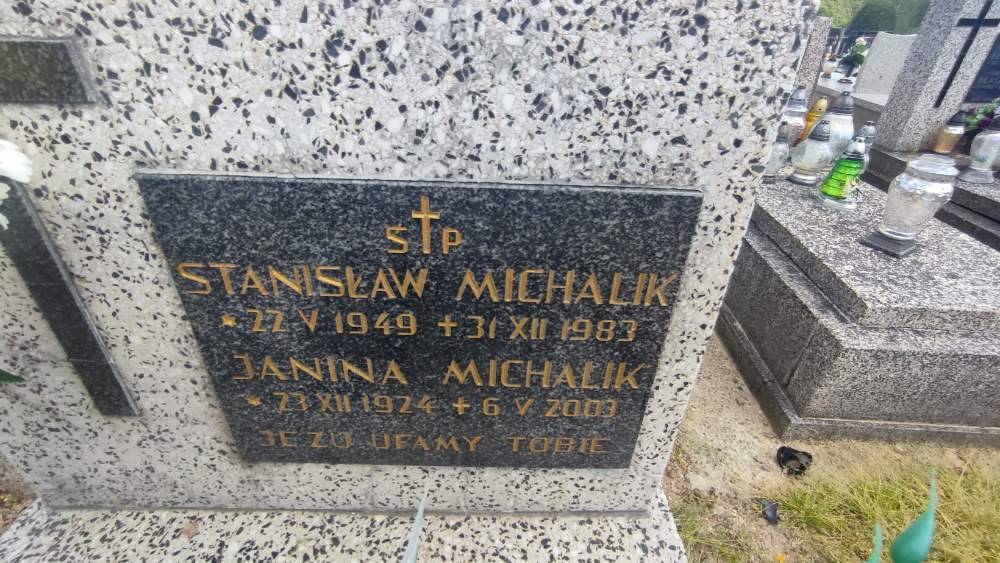 S†P
STANISŁAW MICHALIK
* 22 V 1949 + 31 XII 1983
JANINA MICHALIK
* 23 XII 1924 + 6 V 2003
JEZU UFAMY TOBIE